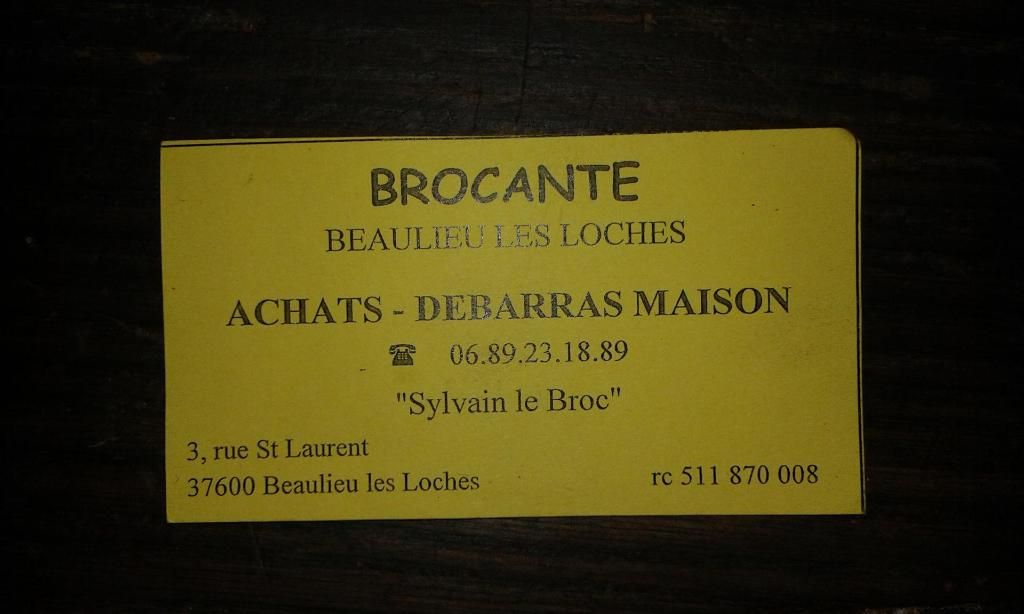 BROCANTE
BEAULIEU LES LOCHES
ACHATS - DEBARRAS MAISON
☎ 06.89.23.18.89
"Sylvain le Broc"
3, rue St Laurent
37600 Beaulieu les Loches
rc 511 870 008